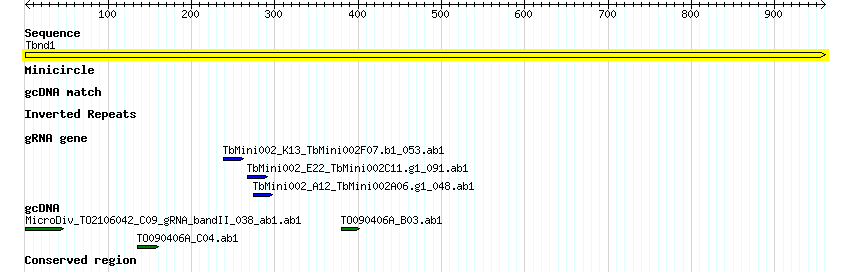 100 200 300 400 500 600 700 800 900
Sequence
Tbnd1
Minicircle
gcDNA match
Inverted Repeats
gRNA gene
TbMini002_K13_TbMini002F07.b1_053.ab1
TbMini002_E22_TbMini002C11.g1_091.ab1
TbMini002_A12_TbMini002A06.g1_048.ab1
gcDNA
MicroDiv_T02106042_C09_gRNA_bandII_038_ab1.ab1 T0090406A_B03.ab1
T0090406A_C04.ab1
Conserved region